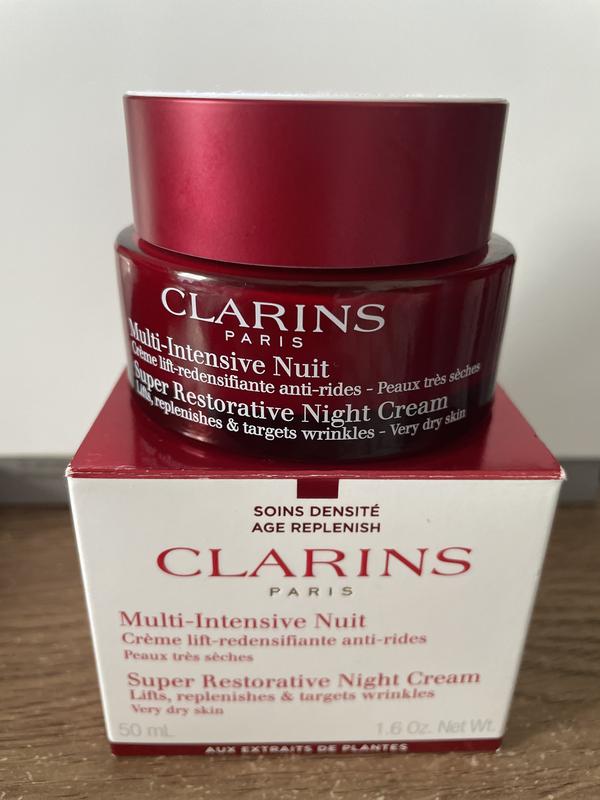 CLARINS
PARIS
Multi-Intensive Nuit
Crème lift-redensifiante anti-rides - Peaux très sèches
Super Restorative Night Cream
Lifts, replenishes & targets wrinkles - Very dry skin
SOINS DENSITÉ
AGE REPLENISH
CLARINS
PARIS
Multi-Intensive Nuit
Crème lift-redensifiante anti-rides
Peaux très sèches
Super Restorative Night Cream
Lifts, replenishes & targets wrinkles
Very dry skin
50 mL 1.6 Oz. Net Wt.
AUX EXTRAITS DE PLANTES